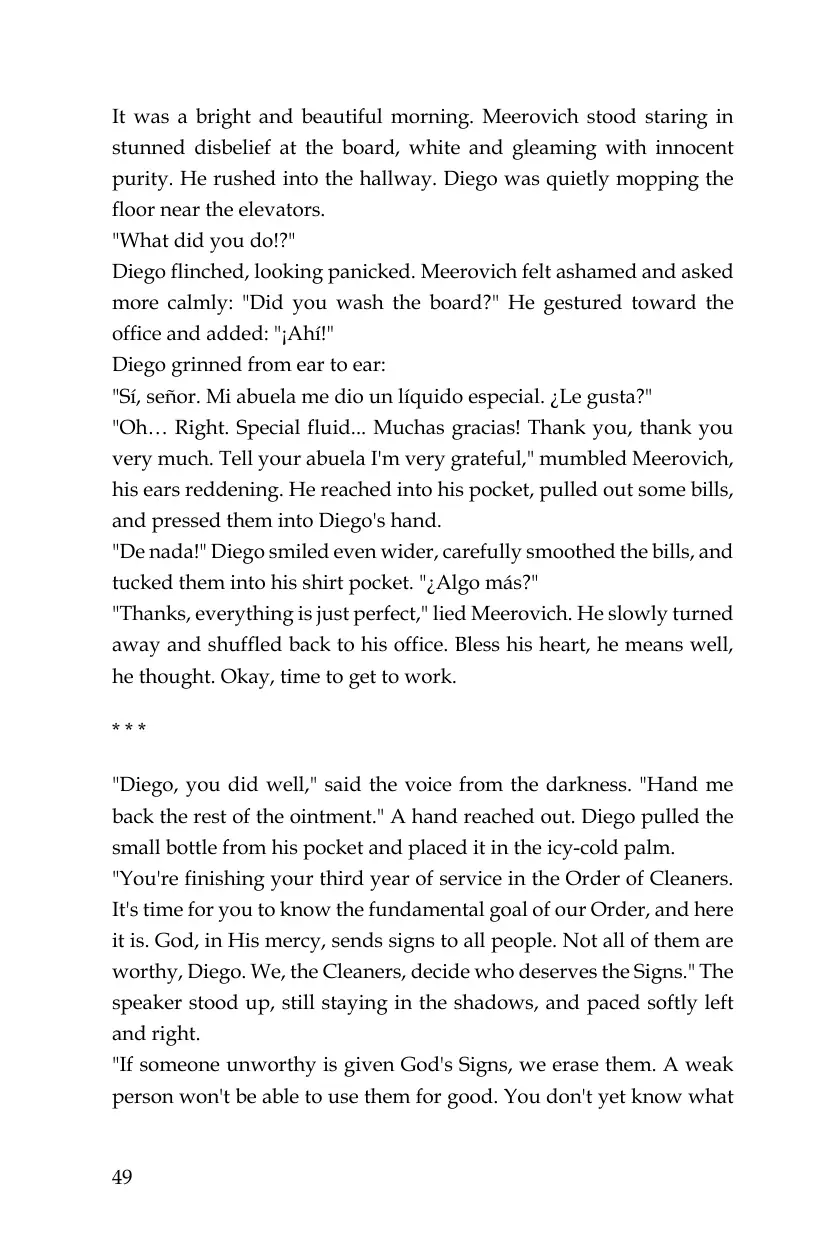 It was a bright and beautiful morning. Meerovich stood staring in
stunned disbelief at the board, white and gleaming with innocent
purity. He rushed into the hallway. Diego was quietly mopping the
floor near the elevators.
"What did you do!?"
Diego flinched, looking panicked. Meerovich felt ashamed and asked
more calmly: "Did you wash the board?" He gestured toward the
office and added: "¡Ahí!"
Diego grinned from ear to ear:
"Sí, señor. Mi abuela me dio un líquido especial. ¿Le gusta?"
"Oh… Right. Special fluid... Muchas gracias! Thank you, thank you
very much. Tell your abuela I'm very grateful," mumbled Meerovich,
his ears reddening. He reached into his pocket, pulled out some bills,
and pressed them into Diego's hand.
"De nada!" Diego smiled even wider, carefully smoothed the bills, and
tucked them into his shirt pocket. "¿Algo más?"
"Thanks, everything is just perfect," lied Meerovich. He slowly turned
away and shuffled back to his office. Bless his heart, he means well,
he thought. Okay, time to get to work.
* * *
"Diego, you did well," said the voice from the darkness. "Hand me
back the rest of the ointment." A hand reached out. Diego pulled the
small bottle from his pocket and placed it in the icy-cold palm.
"You're finishing your third year of service in the Order of Cleaners.
It's time for you to know the fundamental goal of our Order, and here
it is. God, in His mercy, sends signs to all people. Not all of them are
worthy, Diego. We, the Cleaners, decide who deserves the Signs." The
speaker stood up, still staying in the shadows, and paced softly left
and right.
"If someone unworthy is given God's Signs, we erase them. A weak
person won't be able to use them for good. You don't yet know what
49